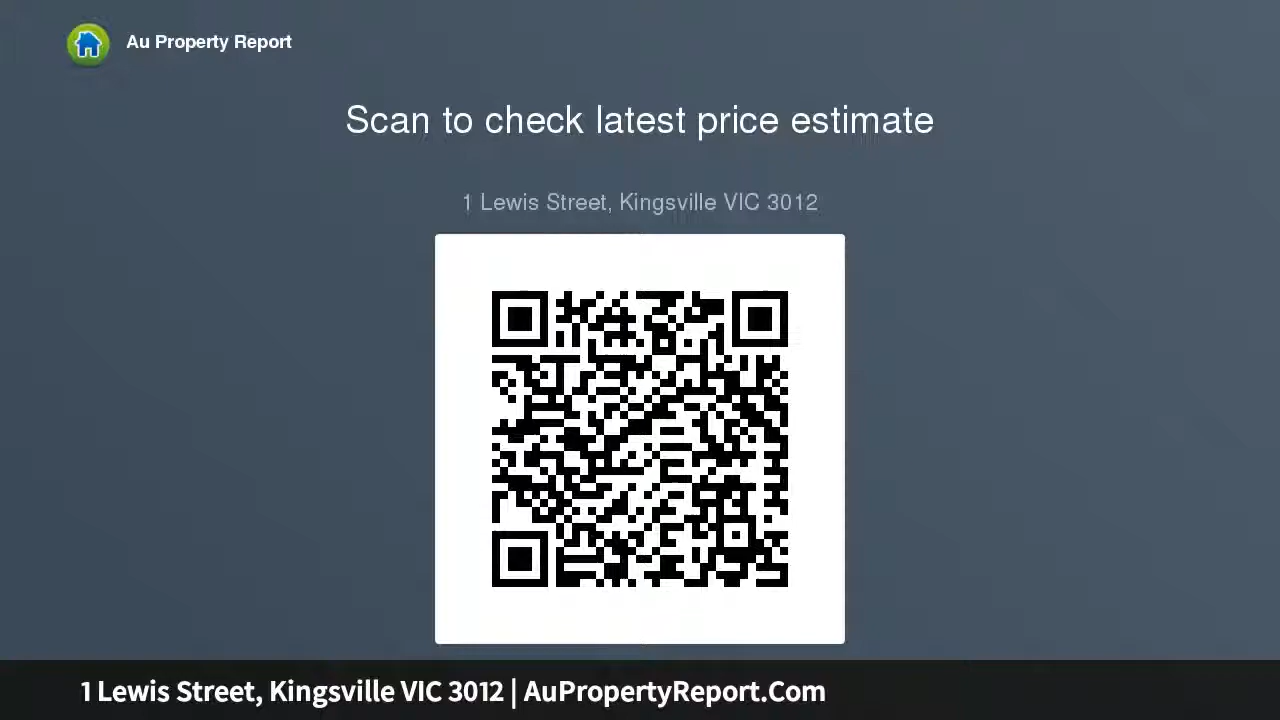 Au Property Report
Scan to check latest price estimate
1 Lewis Street, Kingsville VIC 3012
1 Lewis Street, Kingsville VIC 3012 | AuPropertyReport.Com